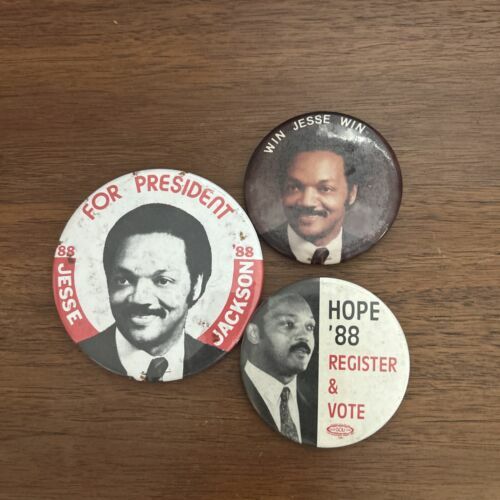 FOR PRESIDENT
'88 '88
JESSE JACKSON
WIN JESSE WIN
HOPE
'88
REGISTER
&
VOTE